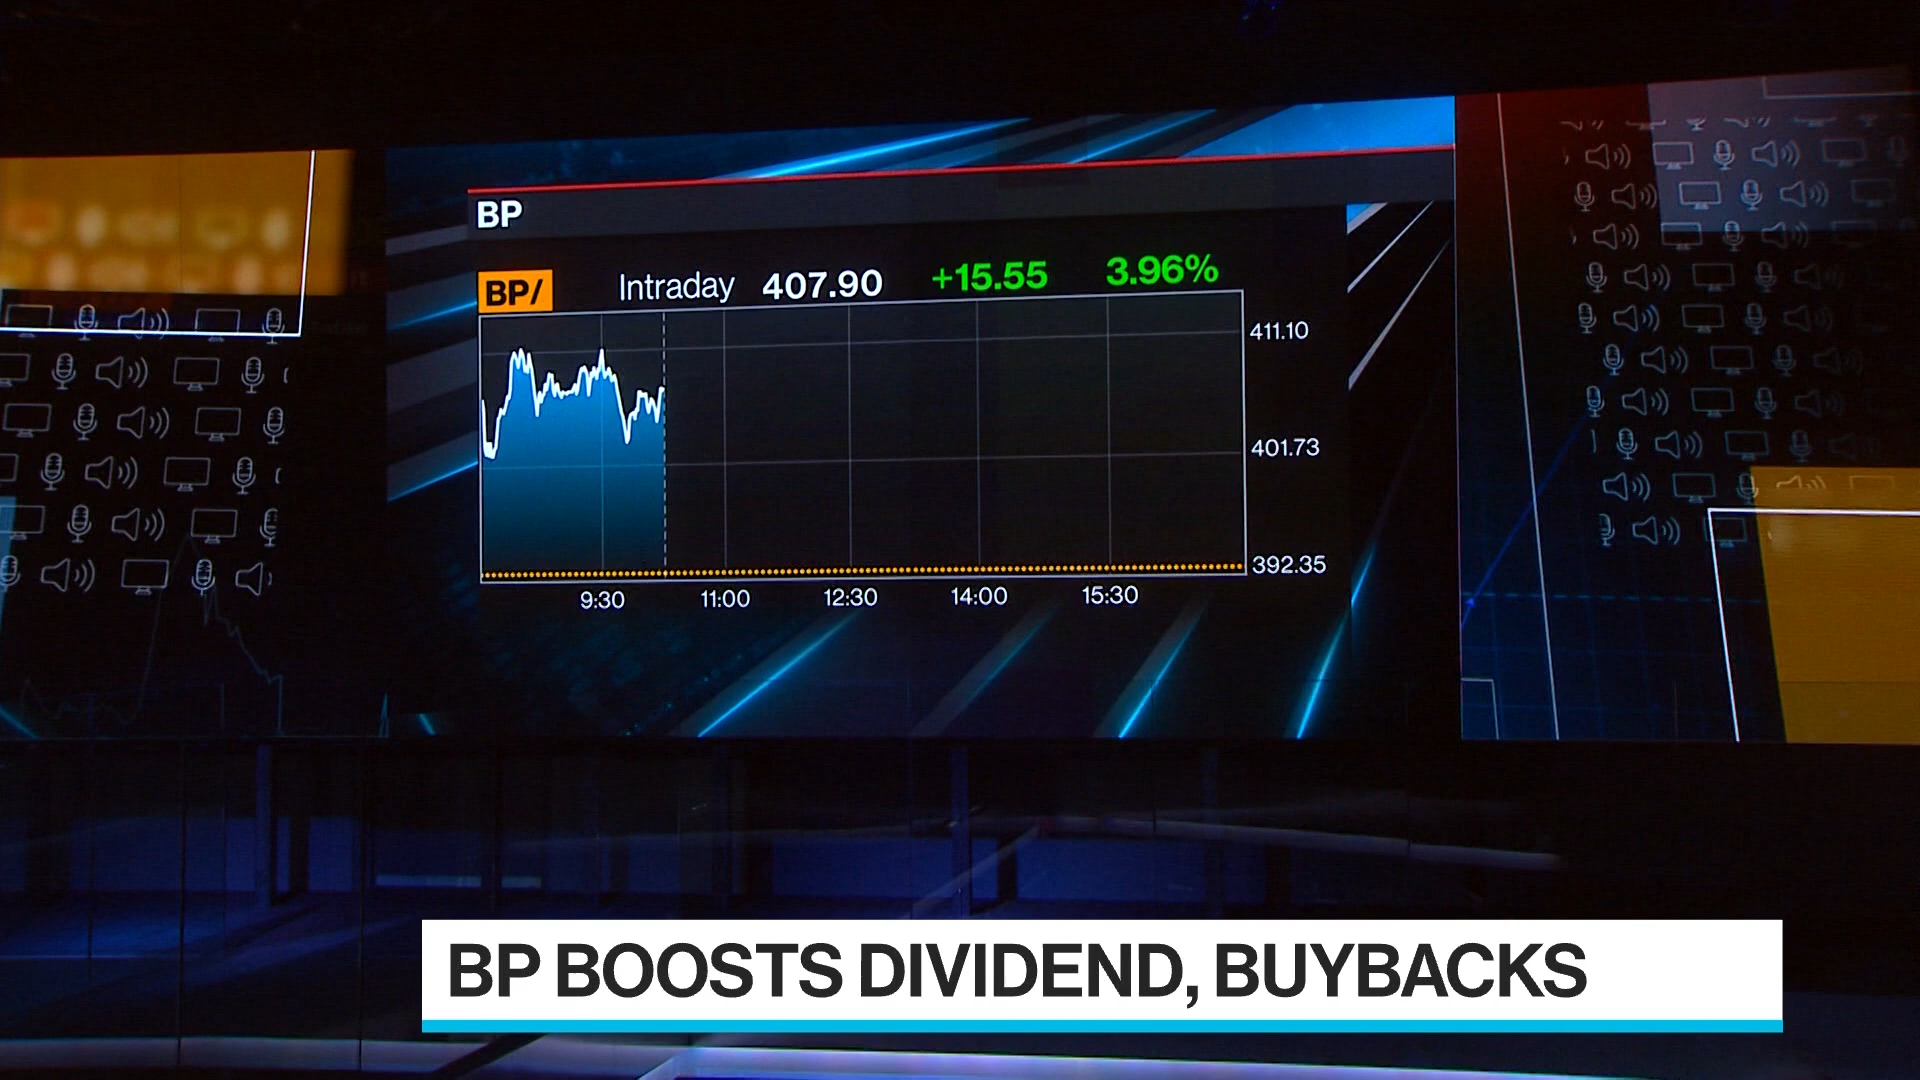 BP
BP/ Intraday 407.90 +15.55 3.96%
411.10
401.73
392.35
9:30 11:00 12:30 14:00 15:30
BP BOOSTS DIVIDEND, BUYBACKS